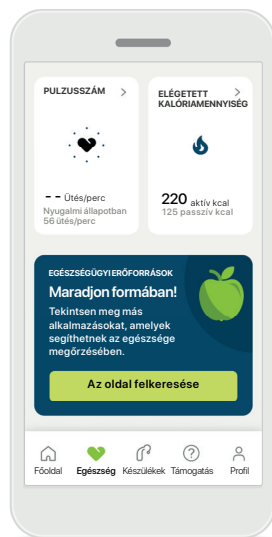 PULZUSSZÁM
-- Ütés/perc
Nyugalmi állapotban
56 ütés/perc
ELÉGETETT
KALÓRIAMENNYISÉG
220 aktív kcal
125 passzív kcal
EGÉSZSÉGÜGYI ERŐFORRÁSOK
Maradjon formában!
Tekintsen meg más
alkalmazásokat, amelyek
segíthetnek az egészsége
megőrzésében.
Az oldal felkeresése
Főoldal Egészség Készülékek Támogatás Profil